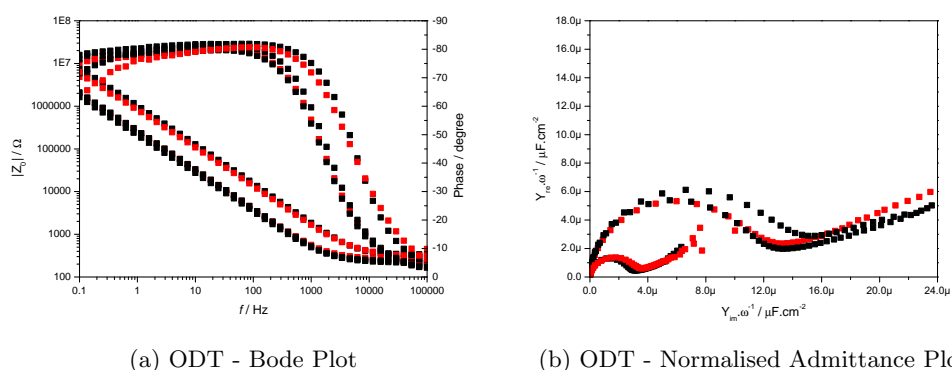 1E8
1E7
1000000
100000
10000
1000
100
|Z₀| / Ω
-90
-80
-70
-60
-50
-40
-30
-20
-10
0
Phase / degree
0.1 1 10 100 1000 10000 100000
f / Hz
(a) ODT - Bode Plot
18.0μ
16.0μ
14.0μ
12.0μ
10.0μ
8.0μ
6.0μ
4.0μ
2.0μ
0.0
Y_re.ω⁻¹ / μF.cm⁻²
0.0 4.0μ 8.0μ 12.0μ 16.0μ 20.0μ 24.0μ
Y_im.ω⁻¹ / μF.cm⁻²
(b) ODT - Normalised Admittance Plo